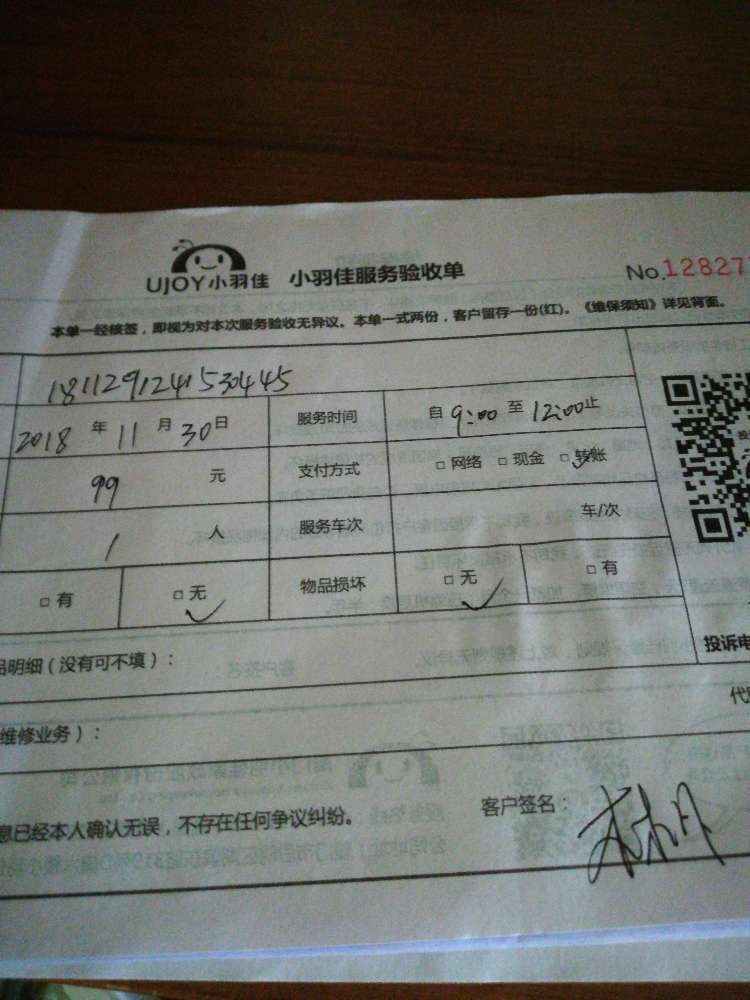 UJOY小羽佳 小羽佳服务验收单 No.12827
本单一经核签，即视为对本次服务验收无异议。本单一式两份，客户留存一份(红)。《维保须知》详见背面。
1811291241530445
2018 年 11 月 30 日 服务时间 自 9:00 至 12:00 止
99 元 支付方式 □ 网络 □ 现金 □ 转账
1 人 服务车次 车/次
□ 有 □ 无 物品损坏 □ 无 □ 有
品明细（没有可不填）： 投诉电
维修业务）：
息已经本人确认无误，不存在任何争议纠纷。 客户签名：